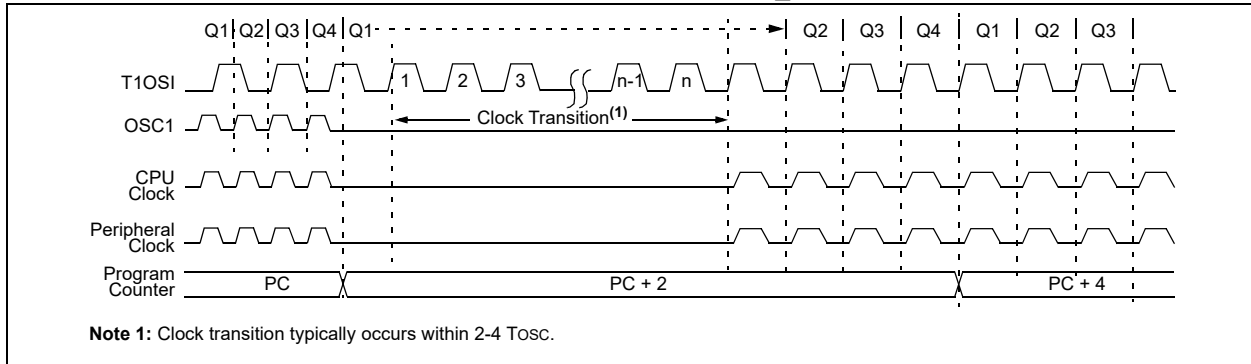 Q1 Q2 Q3 Q4 Q1 Q2 Q3 Q4 Q1 Q2 Q3
T1OSI 1 2 3 n-1 n
Clock Transition(1)
OSC1
CPU
Clock
Peripheral
Clock
Program
Counter
PC PC + 2 PC + 4
Note 1: Clock transition typically occurs within 2-4 TOSC.